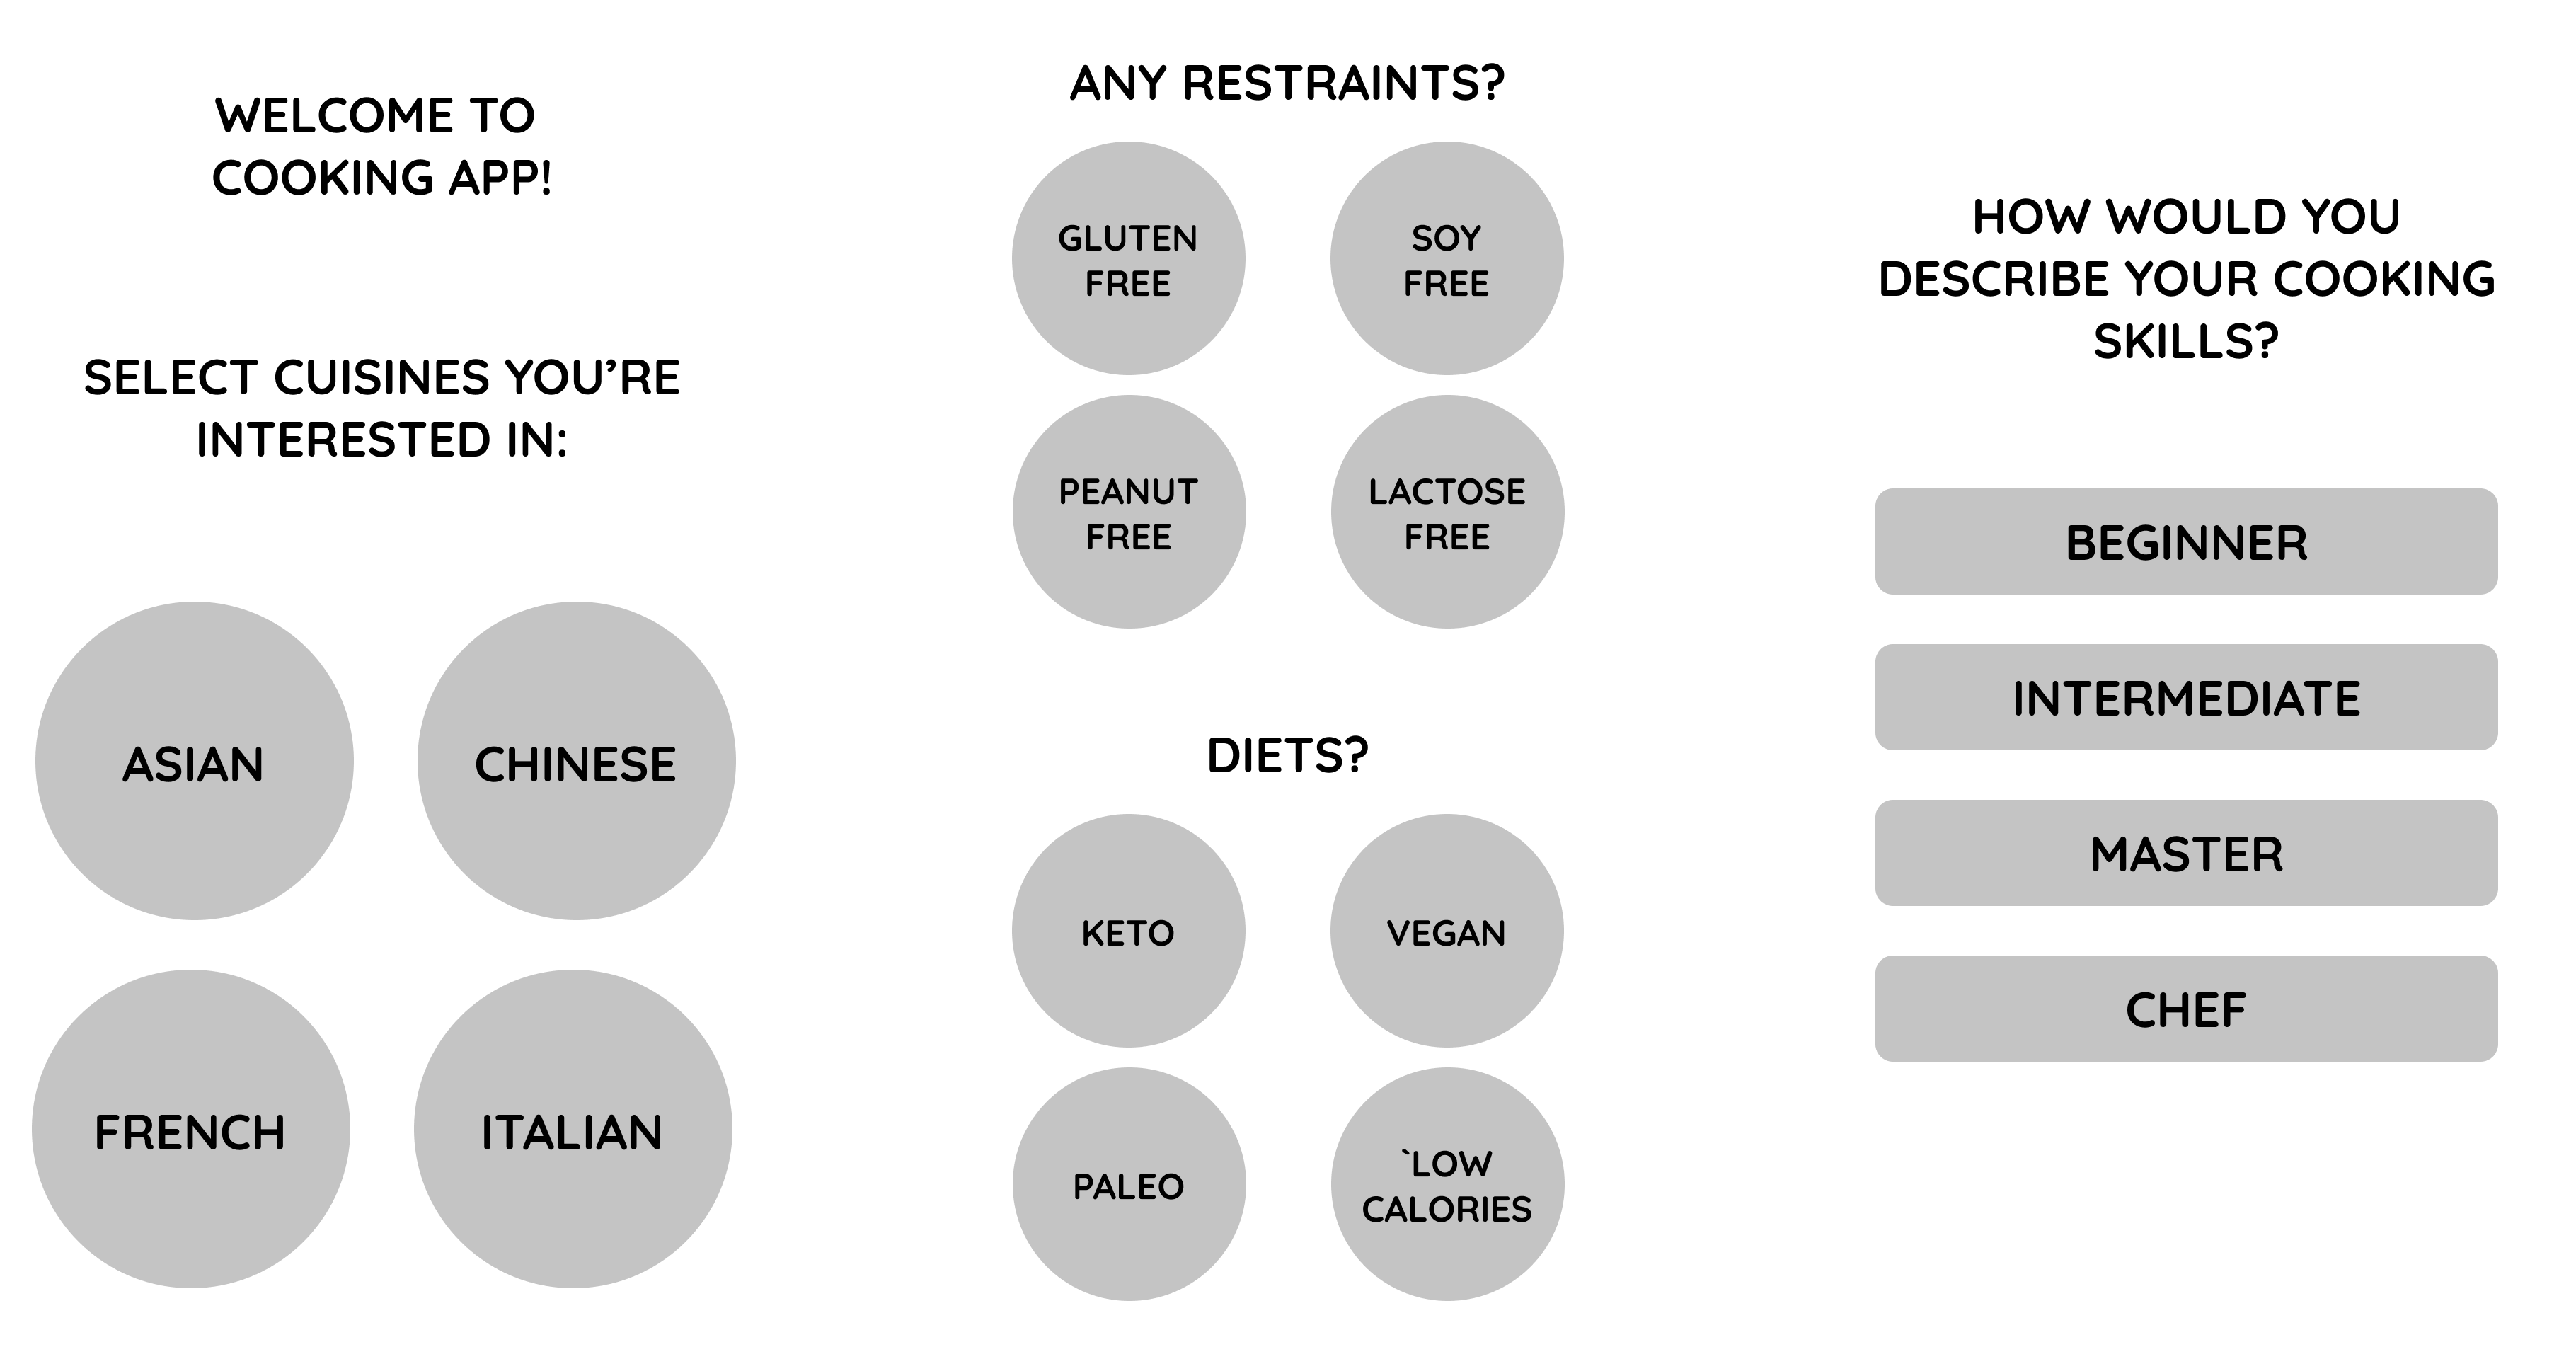 WELCOME TO
COOKING APP!
SELECT CUISINES YOU’RE
INTERESTED IN:
ASIAN
CHINESE
FRENCH
ITALIAN
ANY RESTRAINTS?
GLUTEN
FREE
SOY
FREE
PEANUT
FREE
LACTOSE
FREE
DIETS?
KETO
VEGAN
PALEO
`LOW
CALORIES
HOW WOULD YOU
DESCRIBE YOUR COOKING
SKILLS?
BEGINNER
INTERMEDIATE
MASTER
CHEF